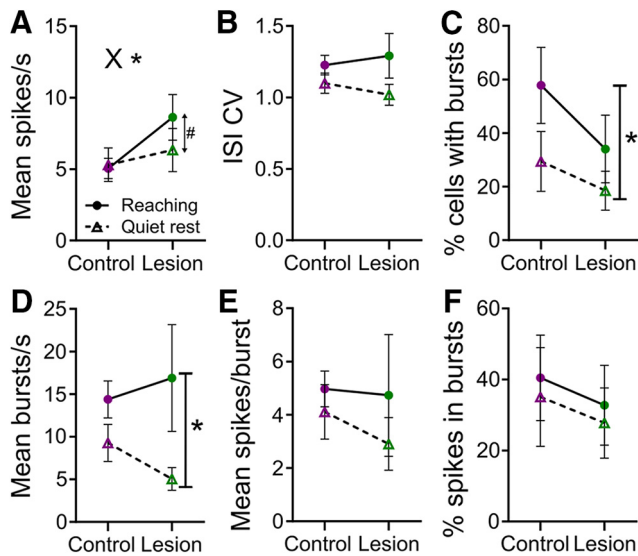 A
Mean spikes/s
15
10
5
0
X *
#
Reaching
Quiet rest
Control Lesion
B
ISI CV
1.5
1.0
0.5
0.0
Control Lesion
C
% cells with bursts
80
60
40
20
0
*
Control Lesion
D
Mean bursts/s
25
20
15
10
5
0
*
Control Lesion
E
Mean spikes/burst
8
6
4
2
0
Control Lesion
F
% spikes in bursts
60
40
20
0
Control Lesion